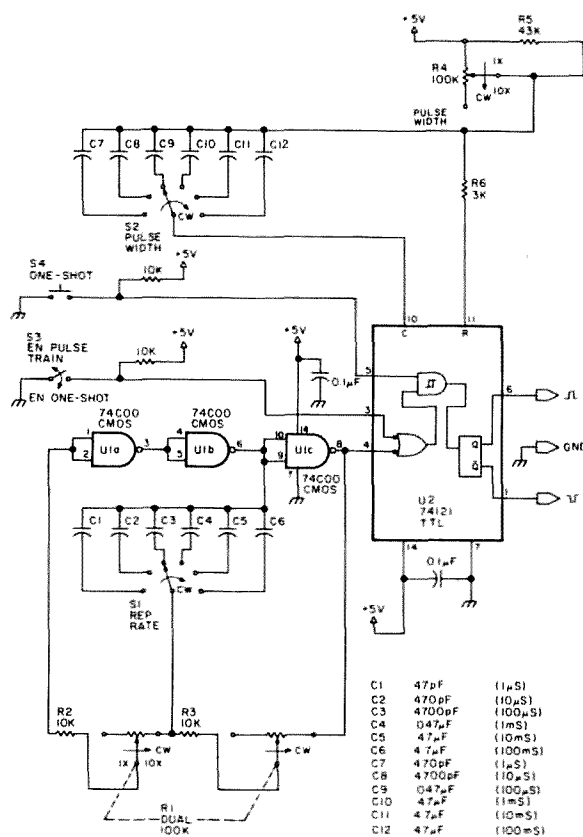 +5V
R5
43K
R4
100K
1X
10X
CW
PULSE
WIDTH
C7
C8
C9
C10
C11
C12
R6
3K
CW
S2
PULSE
WIDTH
+5V
S4
ONE-SHOT
10K
10
11
C
R
S3
EN PULSE
TRAIN
+5V
10K
+5V
0.1µF
EN ONE-SHOT
5
3
6
74C00
CMOS
74C00
CMOS
14
1
2
U1a
3
4
5
U1b
6
10
9
U1c
8
4
7
74C00
CMOS
Q
Q̅
GND
1
U2
74121
TTL
C1
C2
C3
C4
C5
C6
14
7
0.1µF
CW
S1
REP
RATE
+5V
R2
10K
R3
10K
CW
1X
10X
CW
R1
DUAL
100K
C1 47pF (1µS)
C2 470pF (10µS)
C3 4700pF (100µS)
C4 .047µF (1mS)
C5 .47µF (10mS)
C6 4.7µF (100mS)
C7 470pF (1µS)
C8 4700pF (10µS)
C9 .047µF (100µS)
C10 .47µF (1mS)
C11 4.7µF (10mS)
C12 47µF (100mS)